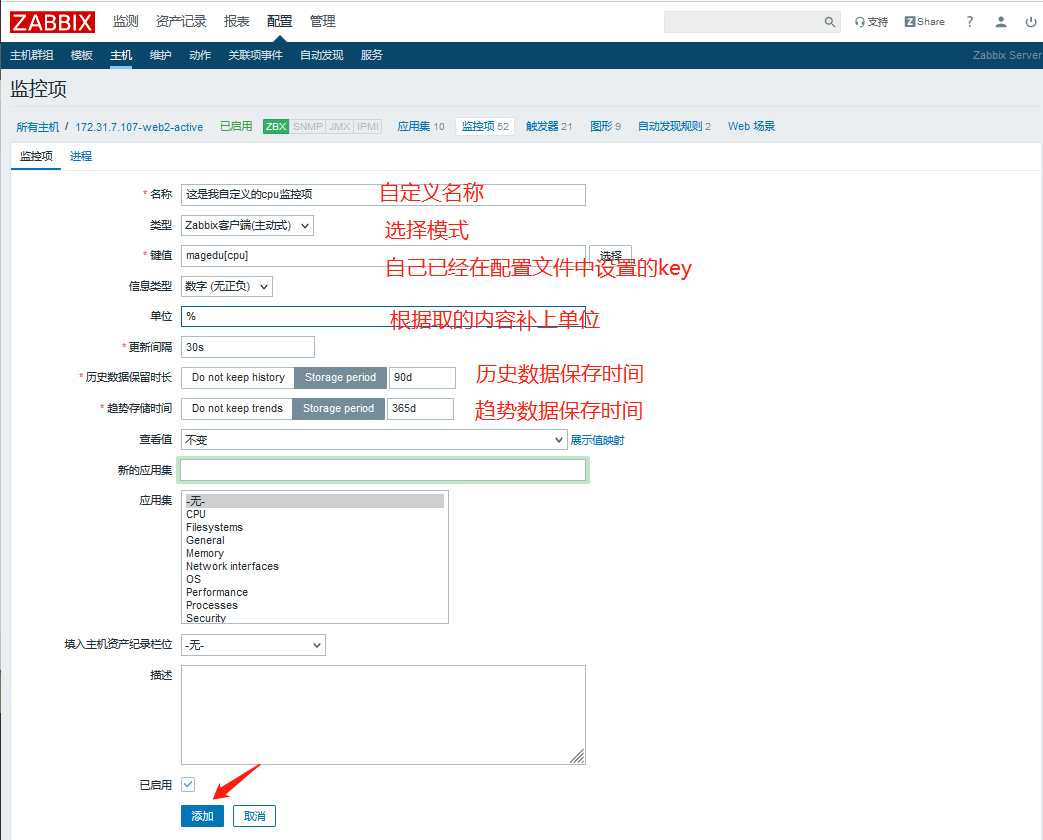 ZABBIX 监测 资产记录 报表 配置 管理 支持 Z Share ?
主机群组 模板 主机 维护 动作 关联项事件 自动发现 服务 Zabbix Server
监控项
所有主机 / 172.31.7.107-web2-active 已启用 ZBX SNMP JMX IPMI 应用集 10 监控项 52 触发器 21 图形 9 自动发现规则 2 Web 场景
监控项 进程
* 名称 这是我自定义的cpu监控项 自定义名称
类型 Zabbix客户端(主动式) 选择模式
* 键值 magedu[cpu] 选择
自己已经在配置文件中设置的key
信息类型 数字 (无正负)
单位 % 根据取的内容补上单位
* 更新间隔 30s
* 历史数据保留时长 Do not keep history Storage period 90d 历史数据保存时间
* 趋势存储时间 Do not keep trends Storage period 365d 趋势数据保存时间
查看值 不变 展示值映射
新的应用集
应用集 -无-
CPU
Filesystems
General
Memory
Network interfaces
OS
Performance
Processes
Security
填入主机资产纪录栏位 -无-
描述
已启用
添加 取消